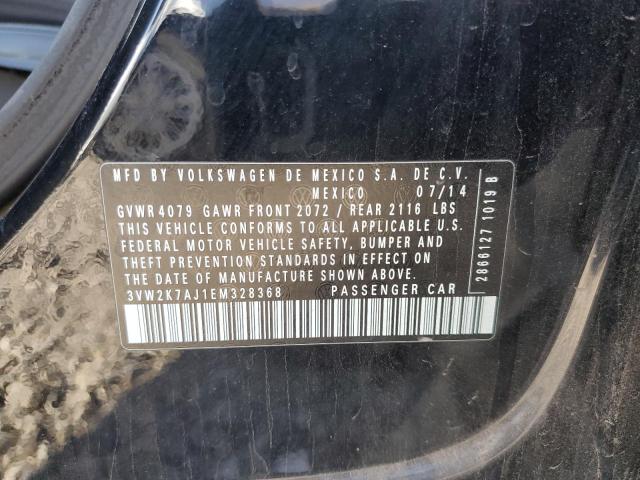 MFD BY VOLKSWAGEN DE MEXICO S.A. DE C.V.
MEXICO 07/14
GVWR 4079 GAWR FRONT 2072 / REAR 2116 LBS
THIS VEHICLE CONFORMS TO ALL APPLICABLE U.S.
FEDERAL MOTOR VEHICLE SAFETY, BUMPER AND
THEFT PREVENTION STANDARDS IN EFFECT ON
THE DATE OF MANUFACTURE SHOWN ABOVE.
3VW2K7AJ1EM328368 PASSENGER CAR
2866127 1019 B